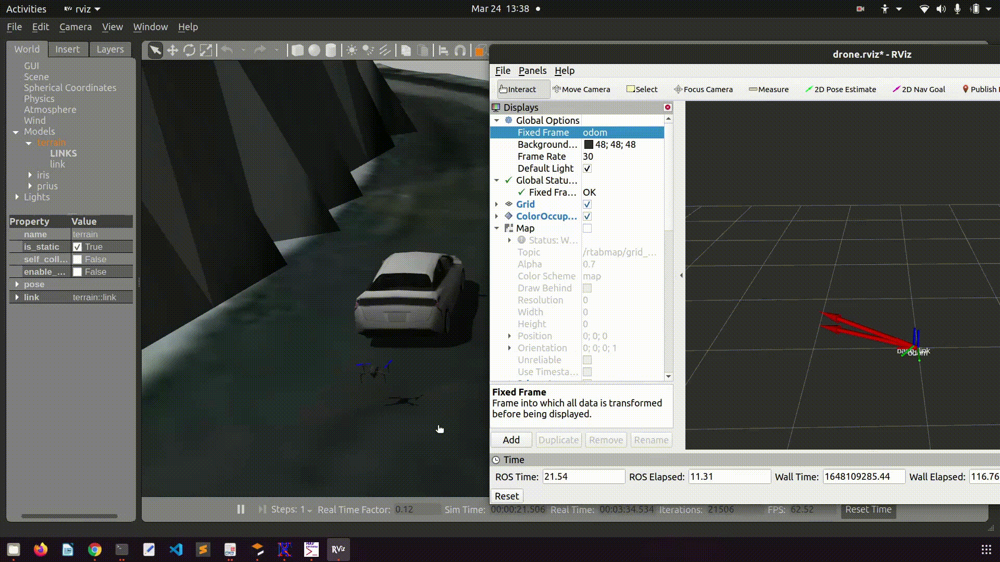 Activities
RViz rviz
Mar 24 13:38
File Edit Camera View Window Help
World Insert Layers
GUI
Scene
Spherical Coordinates
Physics
Atmosphere
Wind
Models
terrain
LINKS
link
iris
prius
Lights
Property Value
name terrain
is_static True
self_coll... False
enable_... False
pose
link terrain::link
drone.rviz* - RViz
File Panels Help
Interact Move Camera Select Focus Camera Measure 2D Pose Estimate 2D Nav Goal Publish
Displays
Global Options
Fixed Frame odom
Background... 48; 48; 48
Frame Rate 30
Default Light
Global Statu...
Fixed Fra... OK
Grid
ColorOccup...
Map
Status: W...
Topic /rtabmap/grid_...
Alpha 0.7
Color Scheme map
Draw Behind
Resolution 0
Width 0
Height 0
Position 0; 0; 0
Orientation 0; 0; 0; 1
Unreliable
Use Timesta...
Fixed Frame
Frame into which all data is transformed
before being displayed.
Add Duplicate Remove Rename
odom
Time
ROS Time: 21.54 ROS Elapsed: 11.31 Wall Time: 1648109285.44 Wall Elapsed: 116.76
Reset
Steps: 1 Real Time Factor: 0.12 Sim Time: 00:00:21.506 Real Time: 00:03:34.534 Iterations: 21506 FPS: 62.52 Reset Time
MAV
CONSOLE
RViz